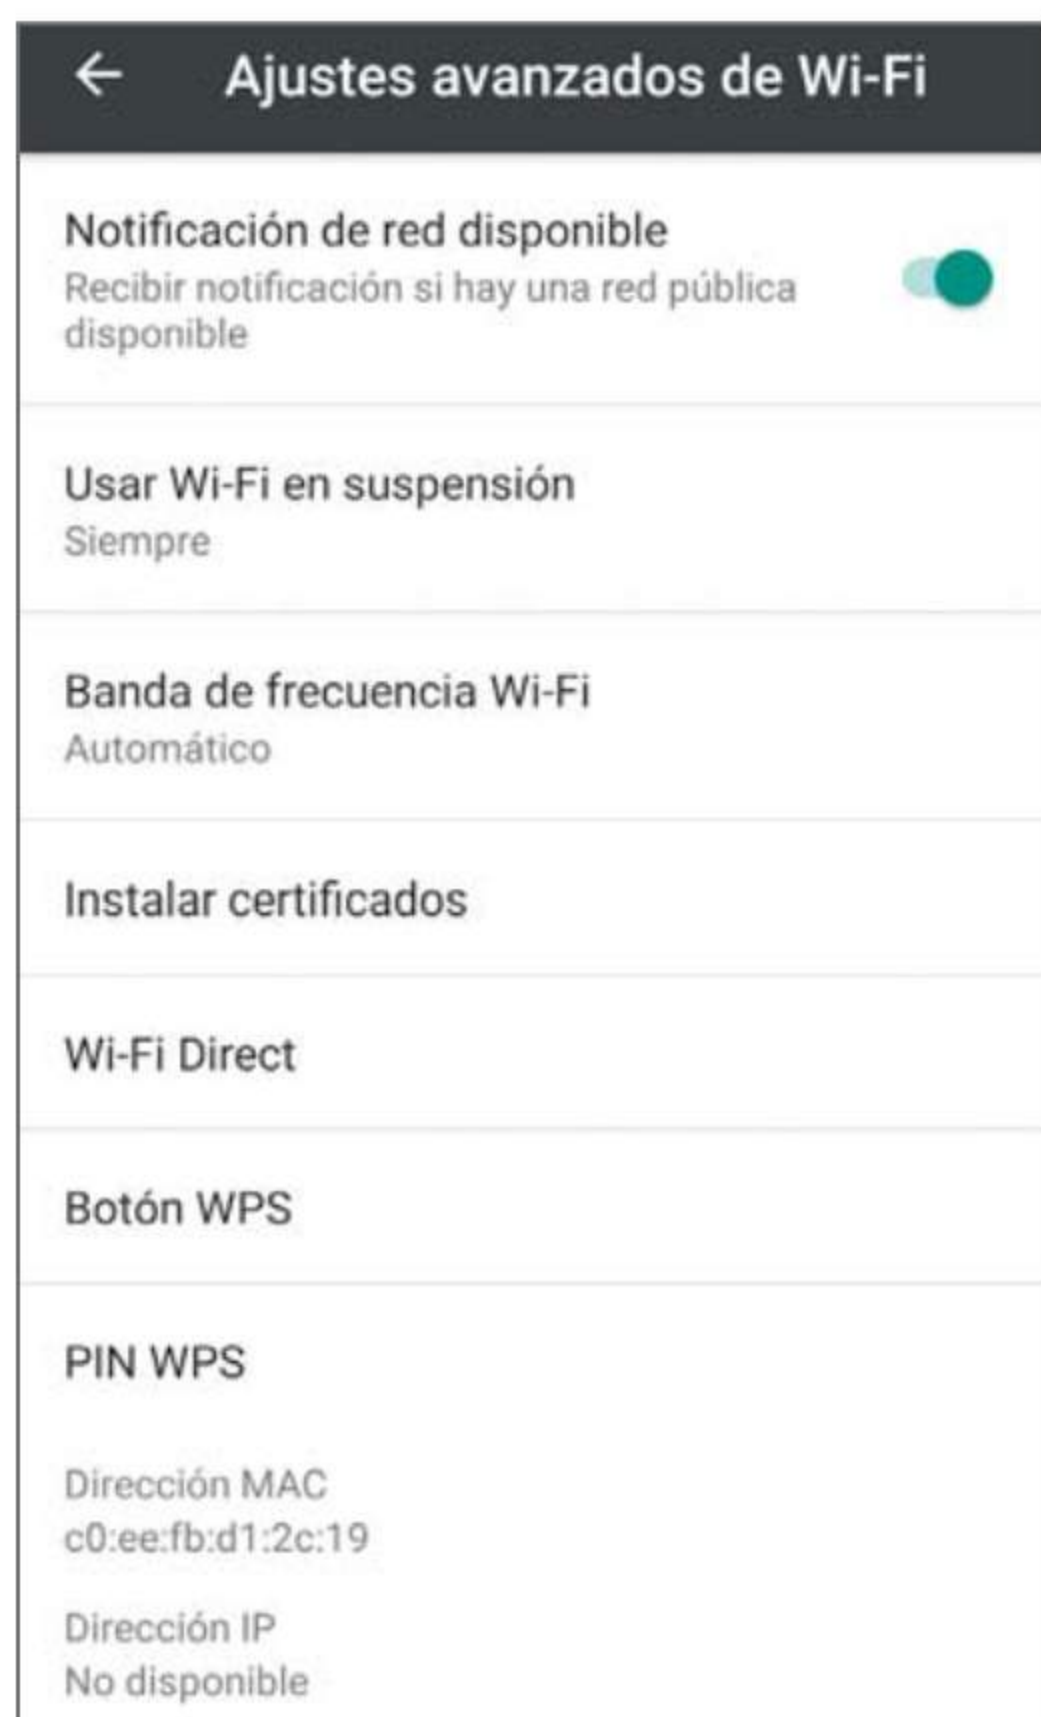 Ajustes avanzados de Wi-Fi
Notificación de red disponible
Recibir notificación si hay una red pública
disponible
Usar Wi-Fi en suspensión
Siempre
Banda de frecuencia Wi-Fi
Automático
Instalar certificados
Wi-Fi Direct
Botón WPS
PIN WPS
Dirección MAC
c0:ee:fb:d1:2c:19
Dirección IP
No disponible